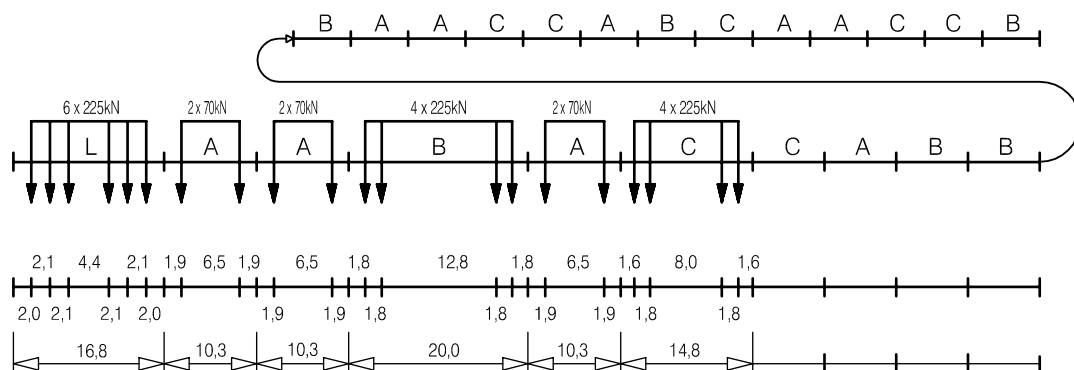 B A A C C A B C A A C C B
6 x 225kN 2 x 70kN 2 x 70kN 4 x 225kN 2 x 70kN 4 x 225kN
L A A B A C C A B B
2,1 4,4 2,1 1,9 6,5 1,9 6,5 1,8 12,8 1,8 6,5 1,6 8,0 1,6
2,0 2,1 2,1 2,0 1,9 1,9 1,8 1,8 1,9 1,9 1,8 1,8
16,8 10,3 10,3 20,0 10,3 14,8